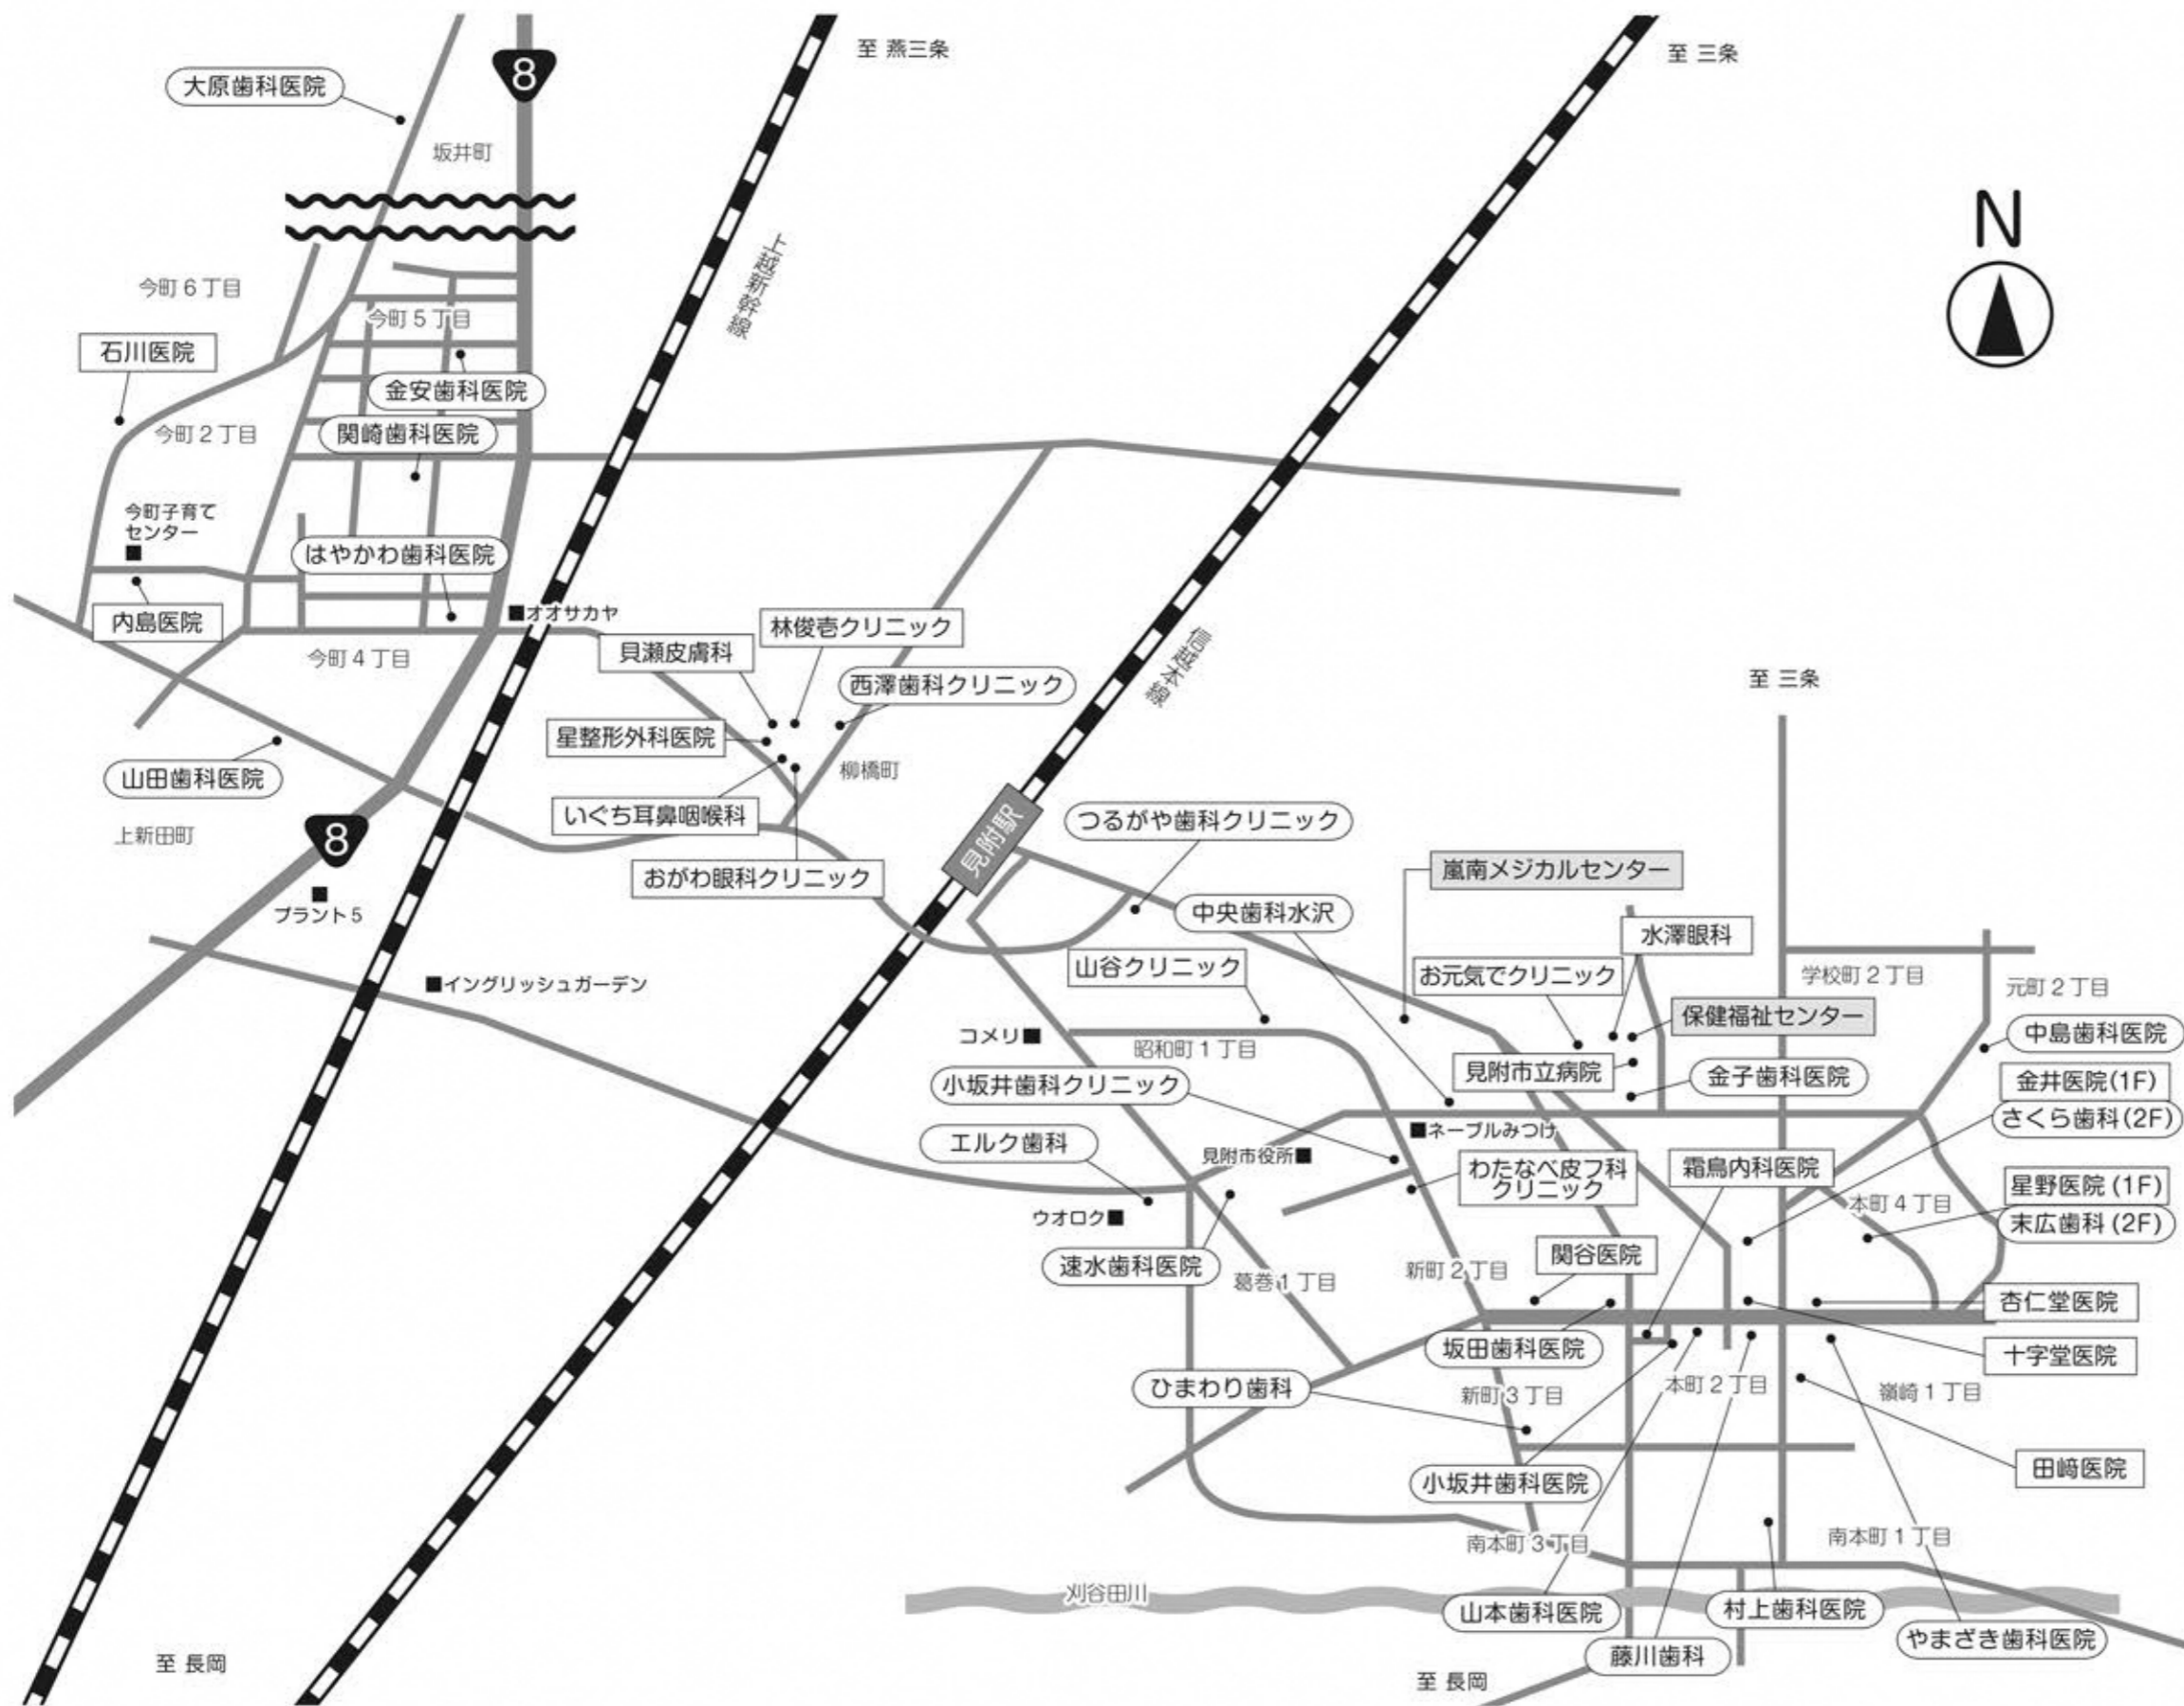 至 燕三条
至 三条
8
大原歯科医院
坂井町
N
上越新幹線
今町6丁目
今町5丁目
石川医院
金安歯科医院
今町2丁目
関崎歯科医院
今町子育て
センター
はやかわ歯科医院
オオサカヤ
内島医院
今町4丁目
林俊壱クリニック
貝瀬皮膚科
西澤歯科クリニック
信越本線
至 三条
星整形外科医院
柳橋町
山田歯科医院
いぐち耳鼻咽喉科
見附駅
つるがや歯科クリニック
上新田町
8
おがわ眼科クリニック
嵐南メジカルセンター
プラント5
中央歯科水沢
水澤眼科
山谷クリニック
お元気でクリニック
学校町2丁目
元町2丁目
イングリッシュガーデン
保健福祉センター
コメリ
昭和町1丁目
中島歯科医院
見附市立病院
金子歯科医院
小坂井歯科クリニック
金井医院(1F)
さくら歯科(2F)
ネーブルみつけ
エルク歯科
見附市役所
わたなべ皮フ科
クリニック
霜鳥内科医院
星野医院(1F)
末広歯科(2F)
本町4丁目
ウオロク
速水歯科医院
葛巻1丁目
新町2丁目
関谷医院
杏仁堂医院
坂田歯科医院
十字堂医院
ひまわり歯科
新町3丁目
本町2丁目
嶺崎1丁目
田﨑医院
小坂井歯科医院
南本町3丁目
南本町1丁目
刈谷田川
山本歯科医院
村上歯科医院
やまざき歯科医院
藤川歯科
至 長岡
至 長岡